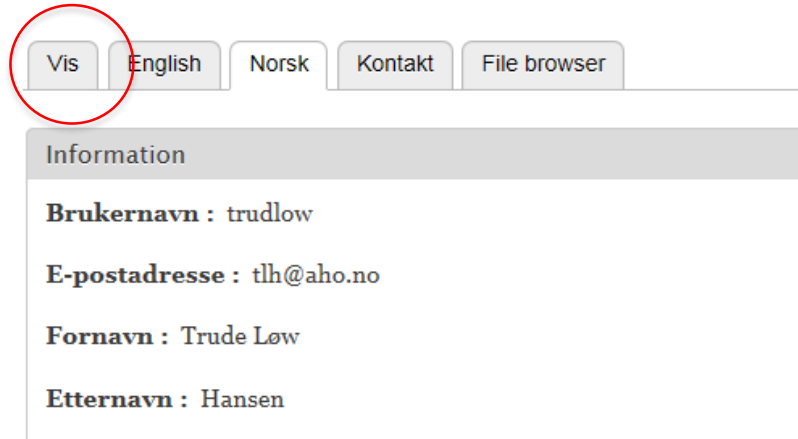 Vis English Norsk Kontakt File browser
Information
Brukernavn : trudlow
E-postadresse : tlh@aho.no
Fornavn : Trude Løw
Etternavn : Hansen